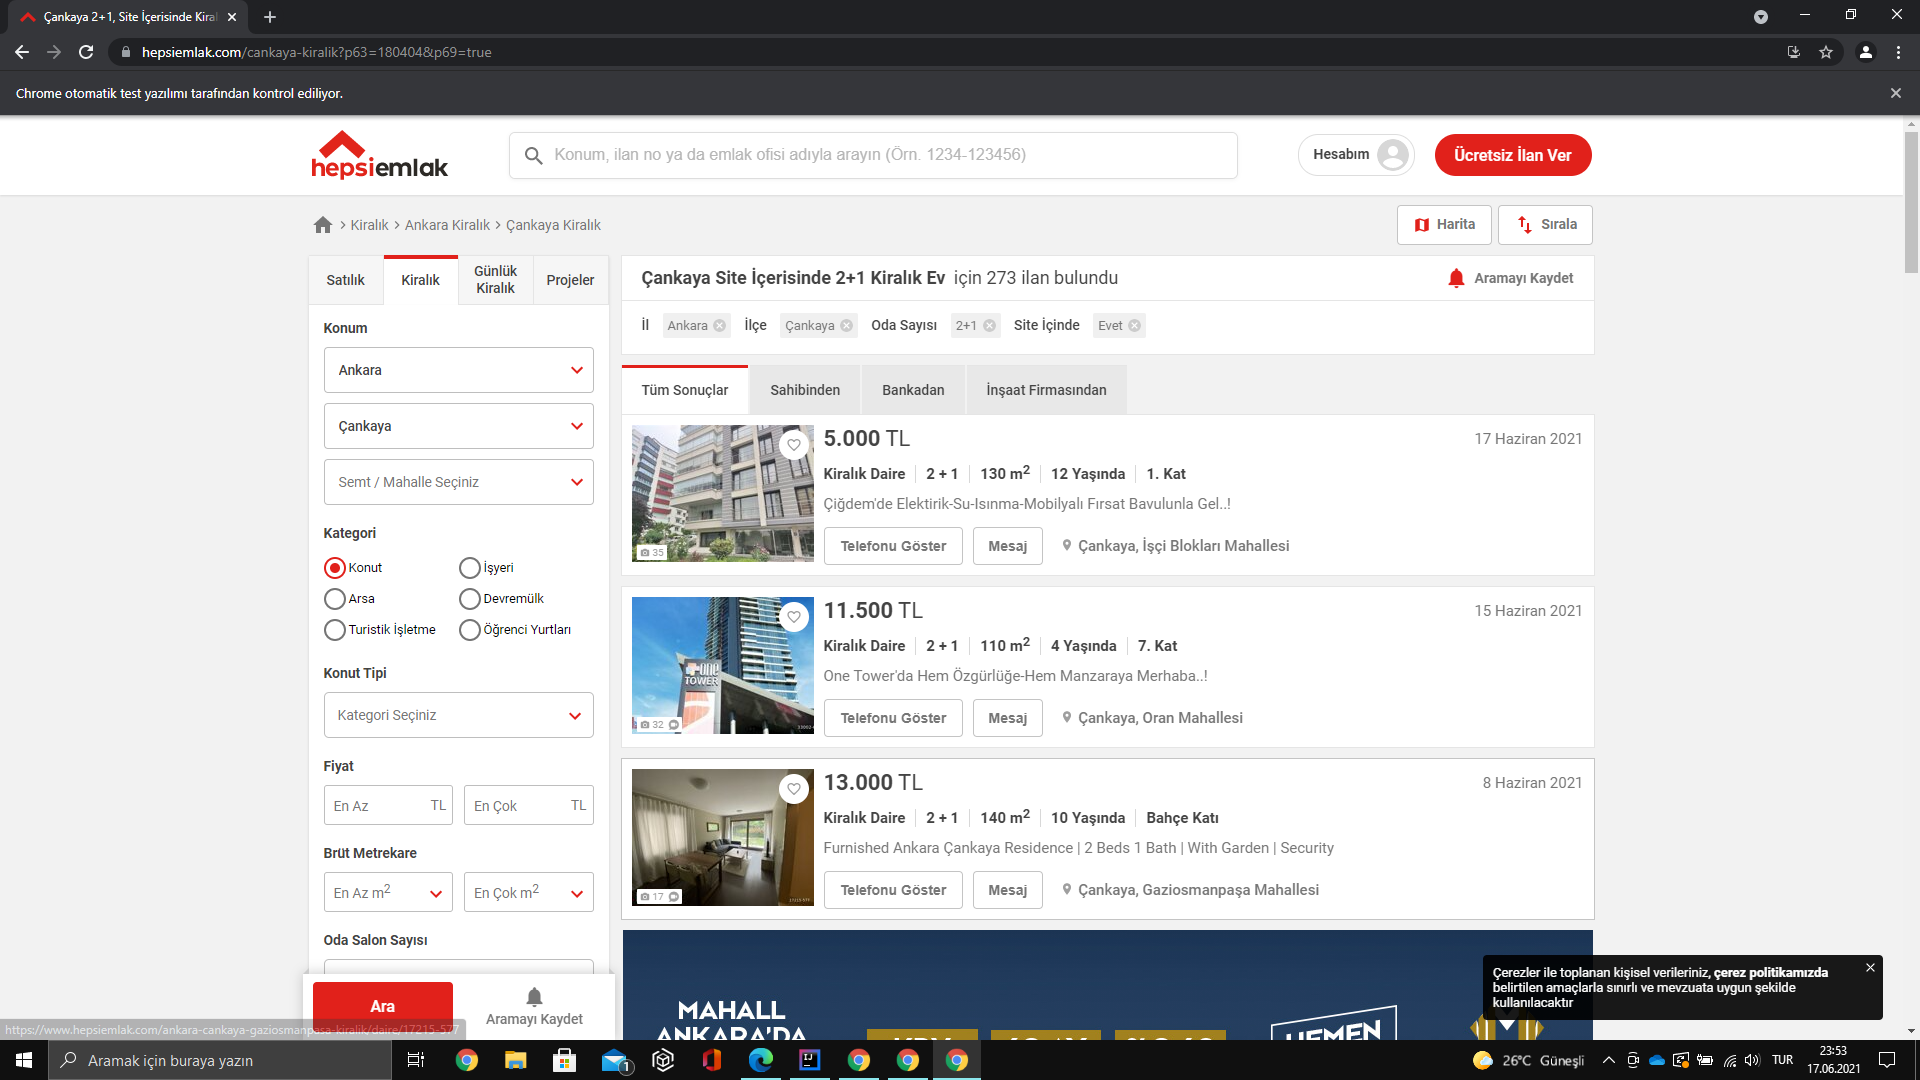 Çankaya 2+1, Site İçerisinde Kiral
hepsiemlak.com/cankaya-kiralik?p63=180404&p69=true
Chrome otomatik test yazılımı tarafından kontrol ediliyor.
hepsiemlak
Konum, ilan no ya da emlak ofisi adıyla arayın (Örn. 1234-123456)
Hesabım
Ücretsiz İlan Ver
Kiralık > Ankara Kiralık > Çankaya Kiralık
Harita
Sırala
Satılık
Kiralık
Günlük
Kiralık
Projeler
Konum
Ankara
Çankaya
Semt / Mahalle Seçiniz
Kategori
Konut
İşyeri
Arsa
Devremülk
Turistik İşletme
Öğrenci Yurtları
Konut Tipi
Kategori Seçiniz
Fiyat
En Az TL
En Çok TL
Brüt Metrekare
En Az m²
En Çok m²
Oda Salon Sayısı
Ara
Aramayı Kaydet
Çankaya Site İçerisinde 2+1 Kiralık Ev için 273 ilan bulundu
Aramayı Kaydet
İl Ankara İlçe Çankaya Oda Sayısı 2+1 Site İçinde Evet
Tüm Sonuçlar
Sahibinden
Bankadan
İnşaat Firmasından
35
5.000 TL
17 Haziran 2021
Kiralık Daire 2 + 1 130 m² 12 Yaşında 1. Kat
Çiğdem'de Elektirik-Su-Isınma-Mobilyalı Fırsat Bavulunla Gel..!
Telefonu Göster
Mesaj
Çankaya, İşçi Blokları Mahallesi
one
TOWER
32
11.500 TL
15 Haziran 2021
Kiralık Daire 2 + 1 110 m² 4 Yaşında 7. Kat
One Tower'da Hem Özgürlüğe-Hem Manzaraya Merhaba..!
Telefonu Göster
Mesaj
Çankaya, Oran Mahallesi
17
17215-577
13.000 TL
8 Haziran 2021
Kiralık Daire 2 + 1 140 m² 10 Yaşında Bahçe Katı
Furnished Ankara Çankaya Residence | 2 Beds 1 Bath | With Garden | Security
Telefonu Göster
Mesaj
Çankaya, Gaziosmanpaşa Mahallesi
MAHALL
ANKARA'DA
HEMEN
Çerezler ile toplanan kişisel verileriniz, çerez politikamızda
belirtilen amaçlarla sınırlı ve mevzuata uygun şekilde
kullanılacaktır
https://www.hepsiemlak.com/ankara-cankaya-gaziosmanpasa-kiralik/daire/17215-577
Aramak için buraya yazın
1
26°C Güneşli
TUR
23:53
17.06.2021